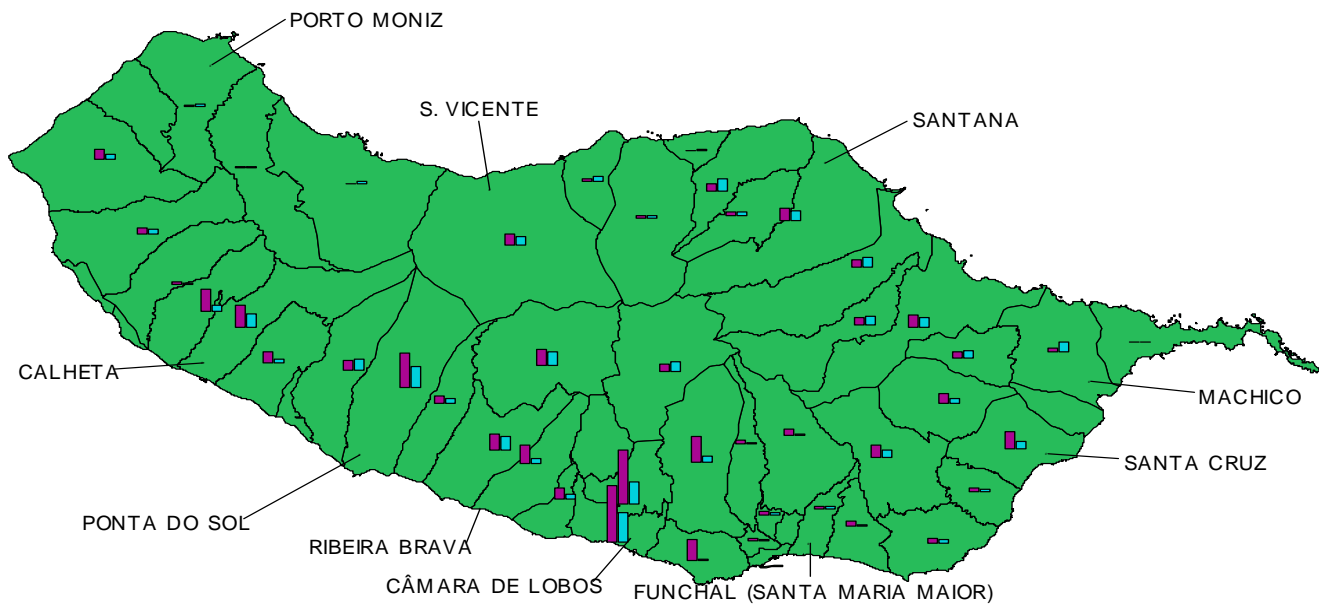 PORTO MONIZ
S. VICENTE
SANTANA
CALHETA
MACHICO
SANTA CRUZ
PONTA DO SOL
RIBEIRA BRAVA
CÂMARA DE LOBOS
FUNCHAL (SANTA MARIA MAIOR)